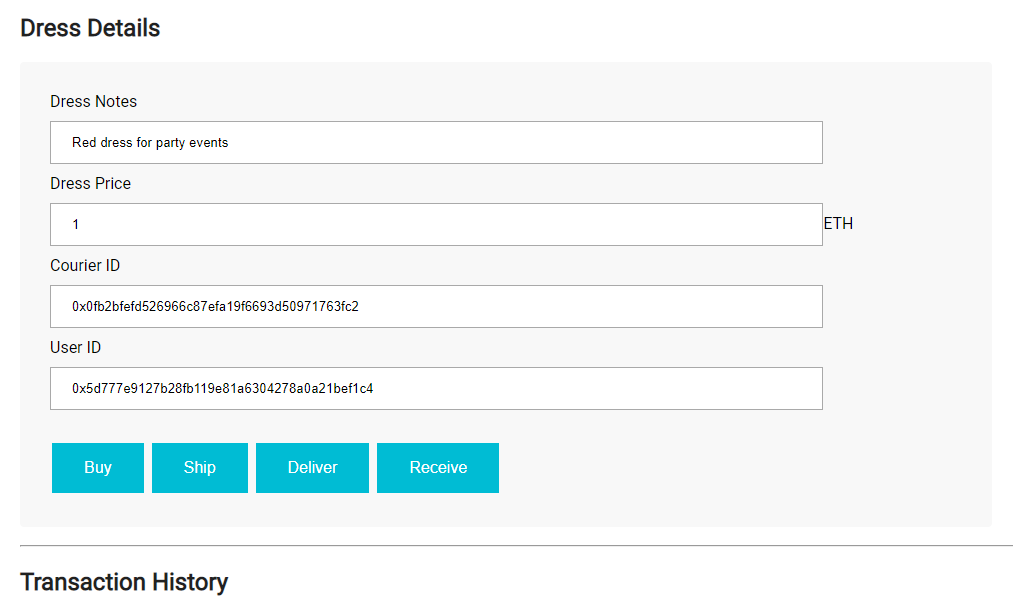 Dress Details
Dress Notes
Red dress for party events
Dress Price
1
ETH
Courier ID
0x0fb2bfefd526966c87efa19f6693d50971763fc2
User ID
0x5d777e9127b28fb119e81a6304278a0a21bef1c4
Buy
Ship
Deliver
Receive
Transaction History